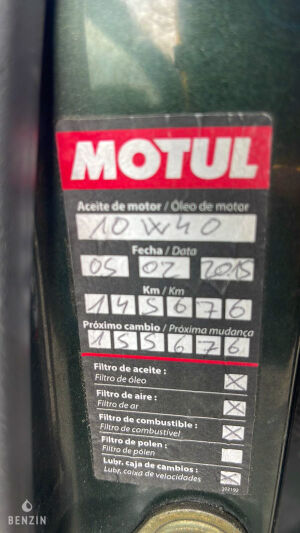 MOTUL
Aceite de motor / Óleo de motor
10W40
Fecha / Data
05 02 2015
Km / Km
145676
Próximo cambio / Próxima mudança
155676
Filtro de aceite :
Filtro de óleo
Filtro de aire :
Filtro de ar
Filtro de combustible :
Filtro de combustível
Filtro de polen :
Filtro de pólen
Lubr. caja de cambios :
Lubr. caixa de velocidades
BENZIN